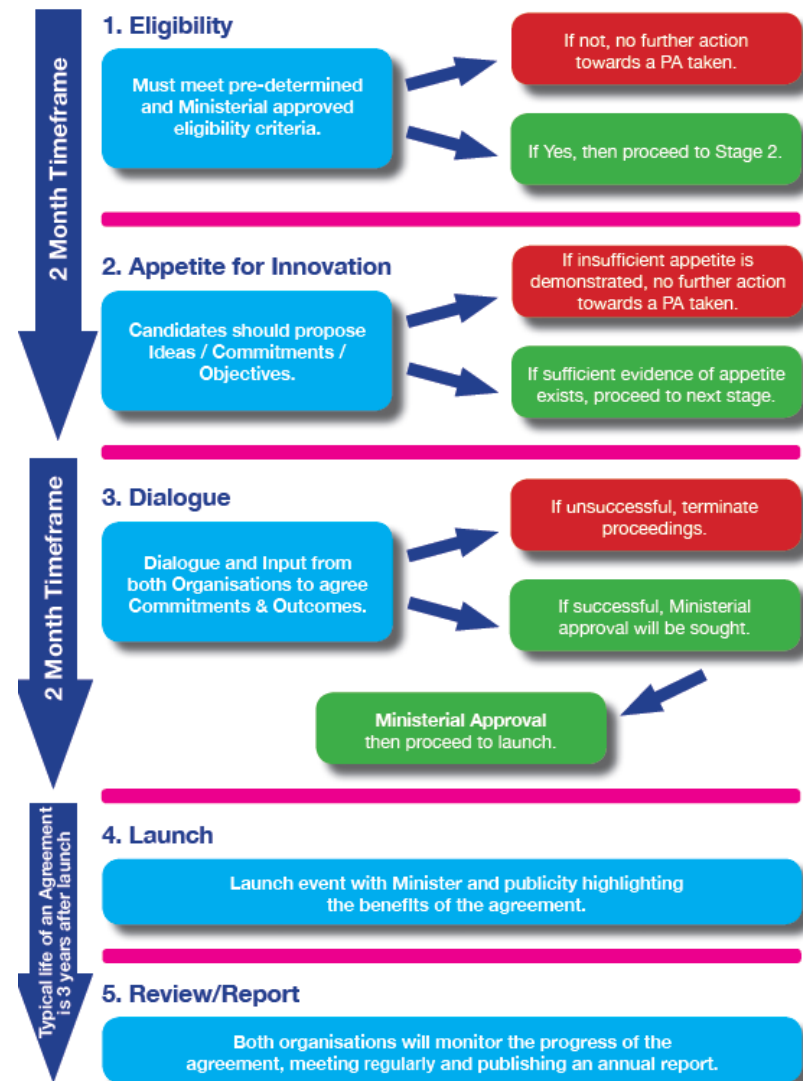 2 Month Timeframe
1. Eligibility
Must meet pre-determined
and Ministerial approved
eligibility criteria.
If not, no further action
towards a PA taken.
If Yes, then proceed to Stage 2.
2. Appetite for Innovation
Candidates should propose
Ideas / Commitments /
Objectives.
If insufficient appetite is
demonstrated, no further action
towards a PA taken.
If sufficient evidence of appetite
exists, proceed to next stage.
2 Month Timeframe
3. Dialogue
Dialogue and Input from
both Organisations to agree
Commitments & Outcomes.
If unsuccessful, terminate
proceedings.
If successful, Ministerial
approval will be sought.
Ministerial Approval
then proceed to launch.
Typical life of an Agreement
is 3 years after launch
4. Launch
Launch event with Minister and publicity highlighting
the benefits of the agreement.
5. Review/Report
Both organisations will monitor the progress of the
agreement, meeting regularly and publishing an annual report.